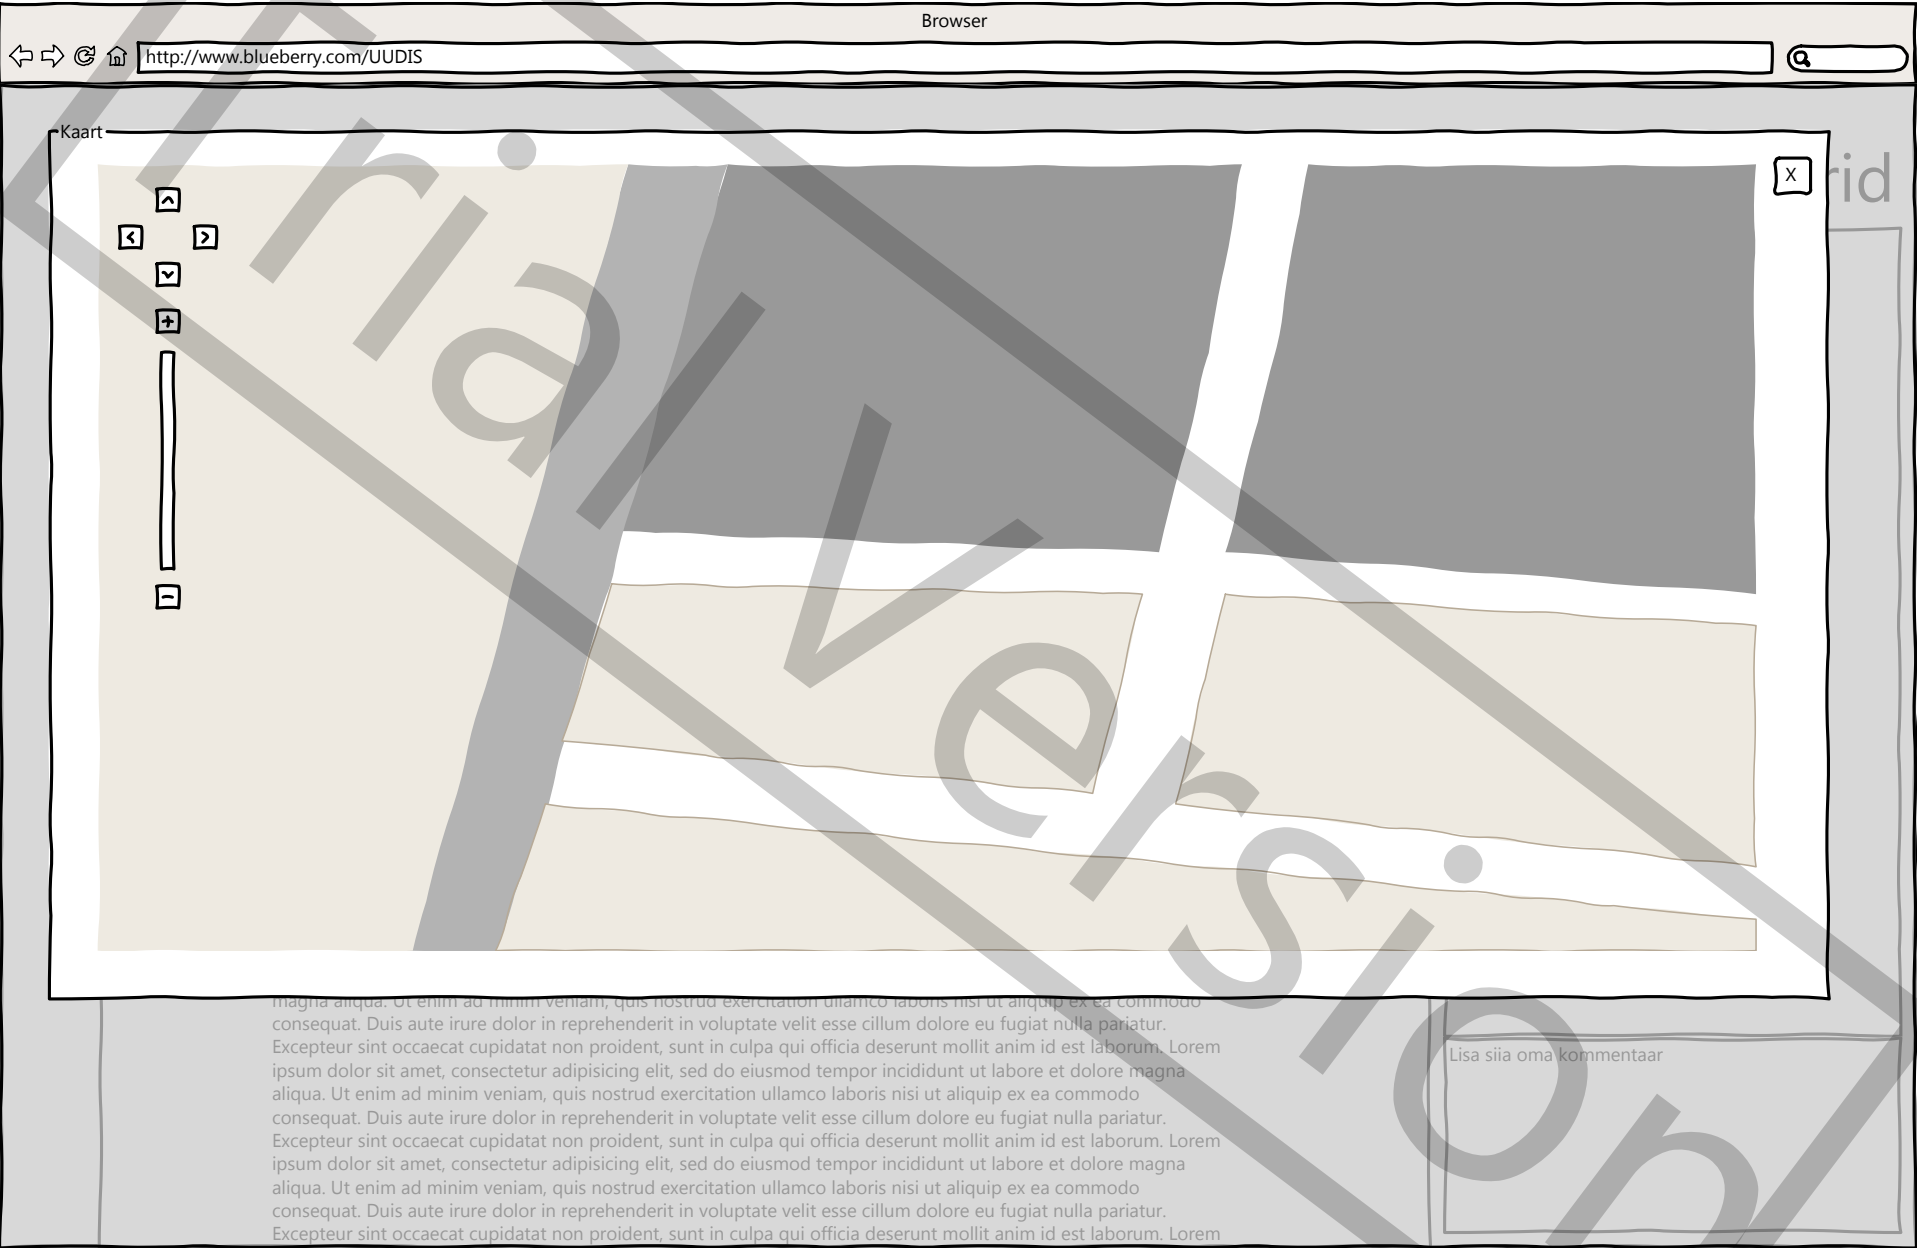 Browser
http://www.blueberry.com/UUDIS
Kaart
X
rid
magna aliqua. Ut enim ad minim veniam, quis nostrud exercitation ullamco laboris nisi ut aliquip ex ea commodo
consequat. Duis aute irure dolor in reprehenderit in voluptate velit esse cillum dolore eu fugiat nulla pariatur.
Excepteur sint occaecat cupidatat non proident, sunt in culpa qui officia deserunt mollit anim id est laborum. Lorem
ipsum dolor sit amet, consectetur adipisicing elit, sed do eiusmod tempor incididunt ut labore et dolore magna
aliqua. Ut enim ad minim veniam, quis nostrud exercitation ullamco laboris nisi ut aliquip ex ea commodo
consequat. Duis aute irure dolor in reprehenderit in voluptate velit esse cillum dolore eu fugiat nulla pariatur.
Excepteur sint occaecat cupidatat non proident, sunt in culpa qui officia deserunt mollit anim id est laborum. Lorem
ipsum dolor sit amet, consectetur adipisicing elit, sed do eiusmod tempor incididunt ut labore et dolore magna
aliqua. Ut enim ad minim veniam, quis nostrud exercitation ullamco laboris nisi ut aliquip ex ea commodo
consequat. Duis aute irure dolor in reprehenderit in voluptate velit esse cillum dolore eu fugiat nulla pariatur.
Excepteur sint occaecat cupidatat non proident, sunt in culpa qui officia deserunt mollit anim id est laborum. Lorem
Lisa siia oma kommentaar
Trial Version